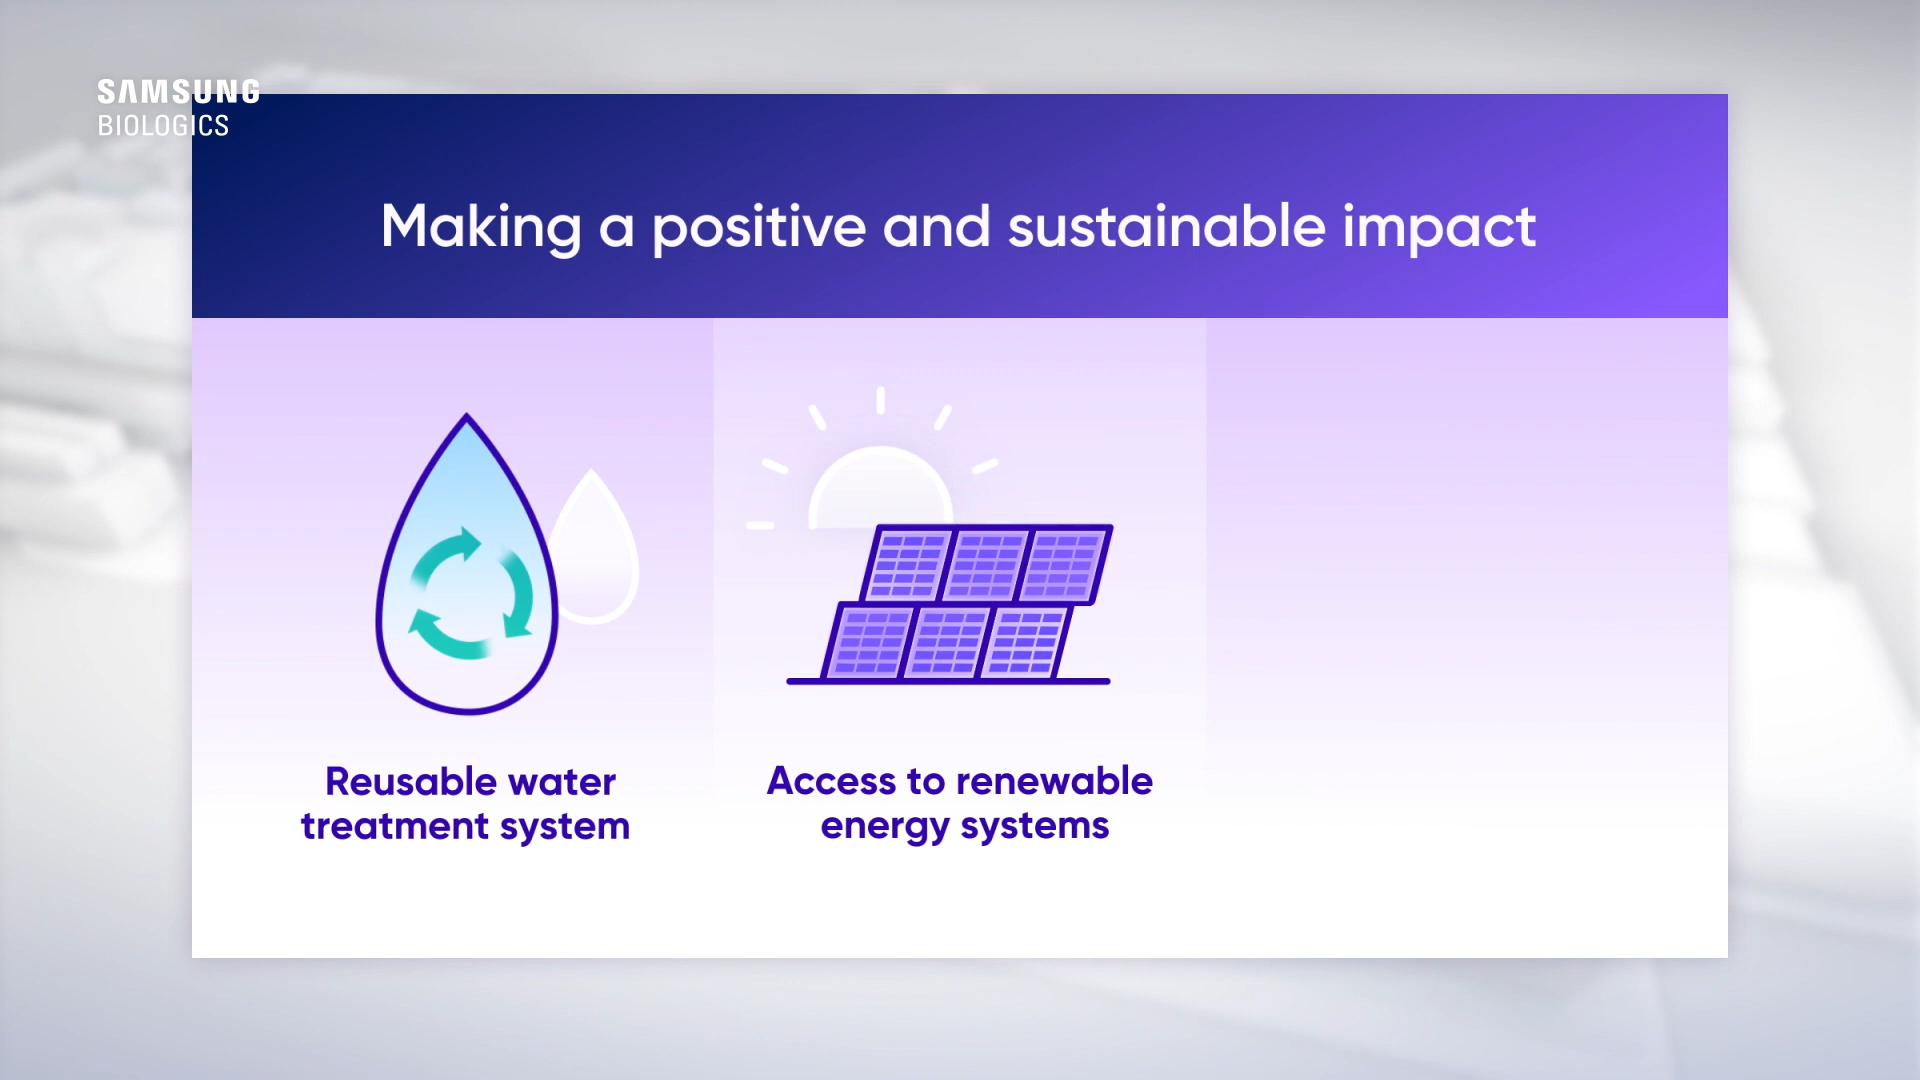 SAMSUNG
BIOLOGICS
Making a positive and sustainable impact
Reusable water
treatment system
Access to renewable
energy systems